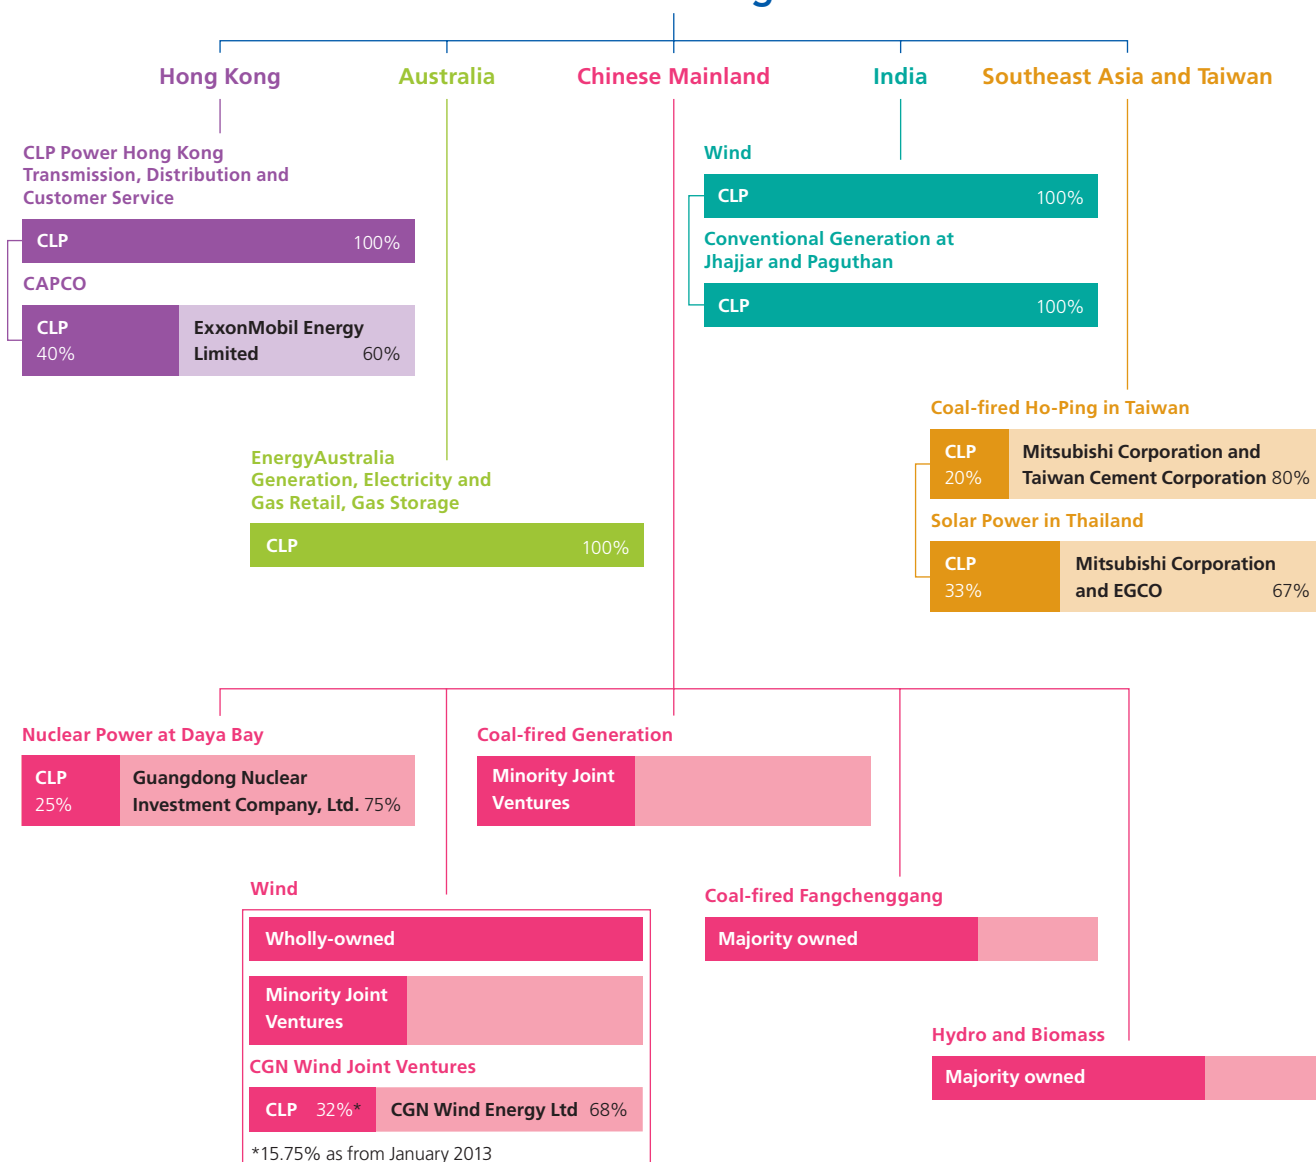 Hong Kong
Australia
Chinese Mainland
India
Southeast Asia and Taiwan
CLP Power Hong Kong
Transmission, Distribution and
Customer Service
CLP 100%
CAPCO
CLP
40%
ExxonMobil Energy
Limited 60%
EnergyAustralia
Generation, Electricity and
Gas Retail, Gas Storage
CLP 100%
Wind
CLP 100%
Conventional Generation at
Jhajjar and Paguthan
CLP 100%
Coal-fired Ho-Ping in Taiwan
CLP
20%
Mitsubishi Corporation and
Taiwan Cement Corporation 80%
Solar Power in Thailand
CLP
33%
Mitsubishi Corporation
and EGCO 67%
Nuclear Power at Daya Bay
CLP
25%
Guangdong Nuclear
Investment Company, Ltd. 75%
Wind
Wholly-owned
Minority Joint
Ventures
CGN Wind Joint Ventures
CLP 32%*
CGN Wind Energy Ltd 68%
*15.75% as from January 2013
Coal-fired Generation
Minority Joint
Ventures
Coal-fired Fangchenggang
Majority owned
Hydro and Biomass
Majority owned